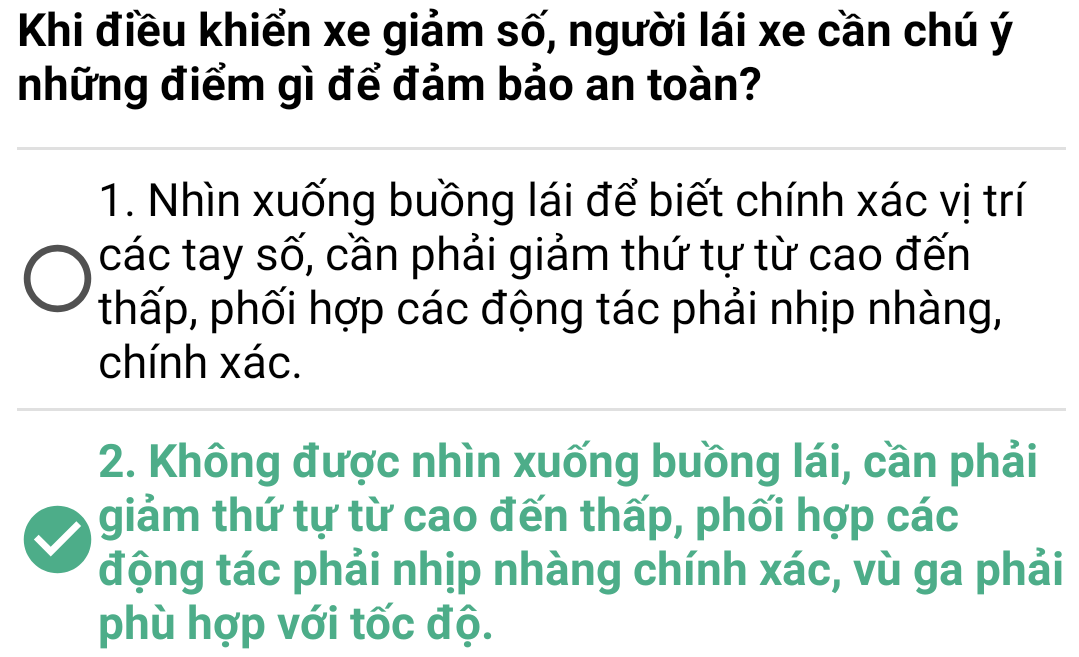 Khi điều khiển xe giảm số, người lái xe cần chú ý
những điểm gì để đảm bảo an toàn?
1. Nhìn xuống buồng lái để biết chính xác vị trí
các tay số, cần phải giảm thứ tự từ cao đến
thấp, phối hợp các động tác phải nhịp nhàng,
chính xác.
2. Không được nhìn xuống buồng lái, cần phải
giảm thứ tự từ cao đến thấp, phối hợp các
động tác phải nhịp nhàng chính xác, vù ga phải
phù hợp với tốc độ.